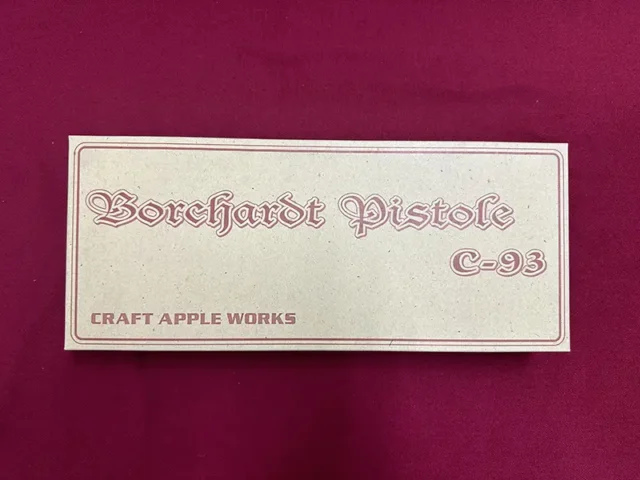 Borchardt Pistole
C-93
CRAFT APPLE WORKS